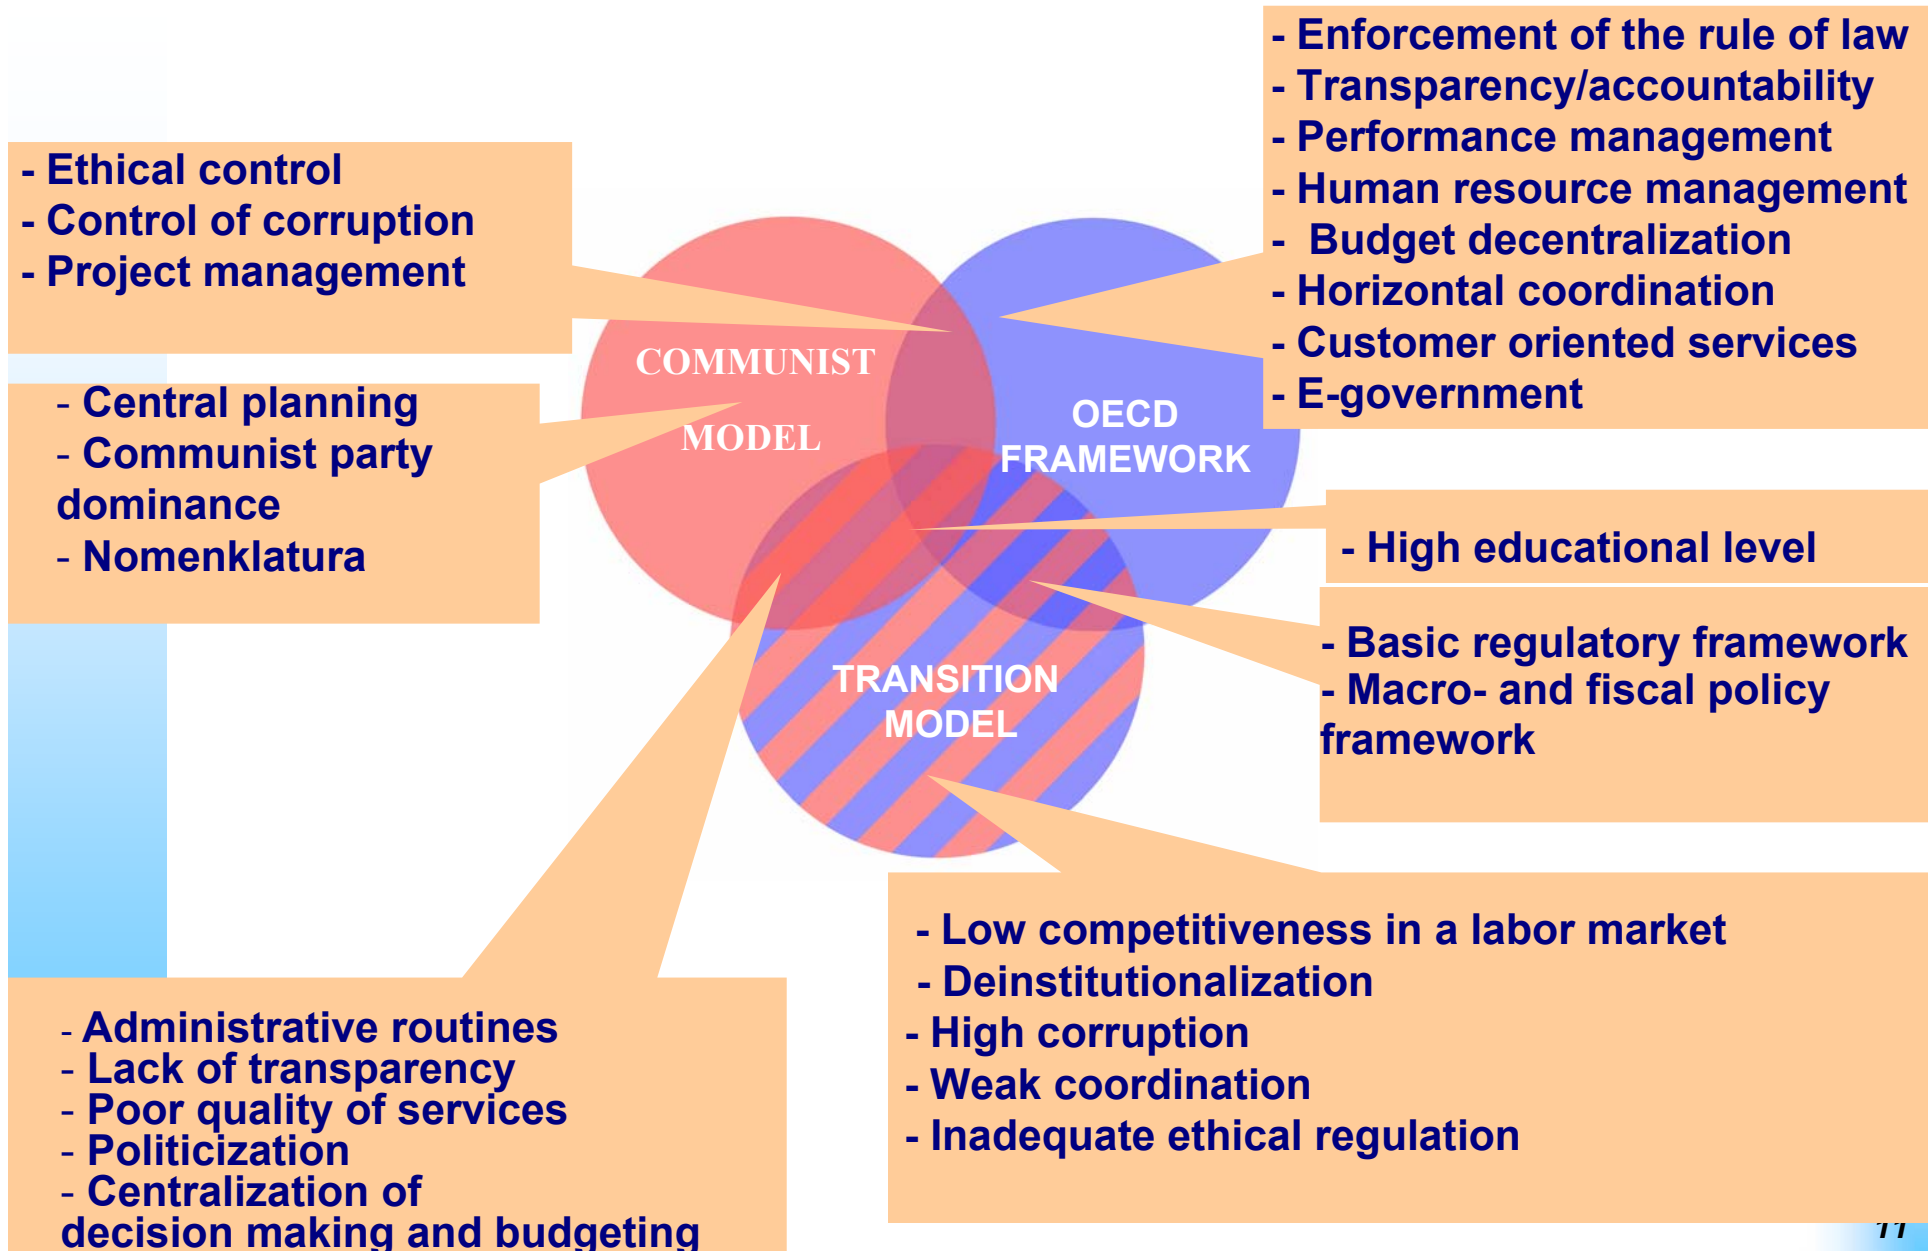 - Enforcement of the rule of law
- Transparency/accountability
- Performance management
- Human resource management
- Budget decentralization
- Horizontal coordination
- Customer oriented services
- E-government
- Ethical control
- Control of corruption
- Project management
COMMUNIST
MODEL
OECD
FRAMEWORK
- Central planning
- Communist party
dominance
- Nomenklatura
- High educational level
- Basic regulatory framework
- Macro- and fiscal policy
framework
TRANSITION
MODEL
- Low competitiveness in a labor market
- Deinstitutionalization
- High corruption
- Weak coordination
- Inadequate ethical regulation
- Administrative routines
- Lack of transparency
- Poor quality of services
- Politicization
- Centralization of
decision making and budgeting
11